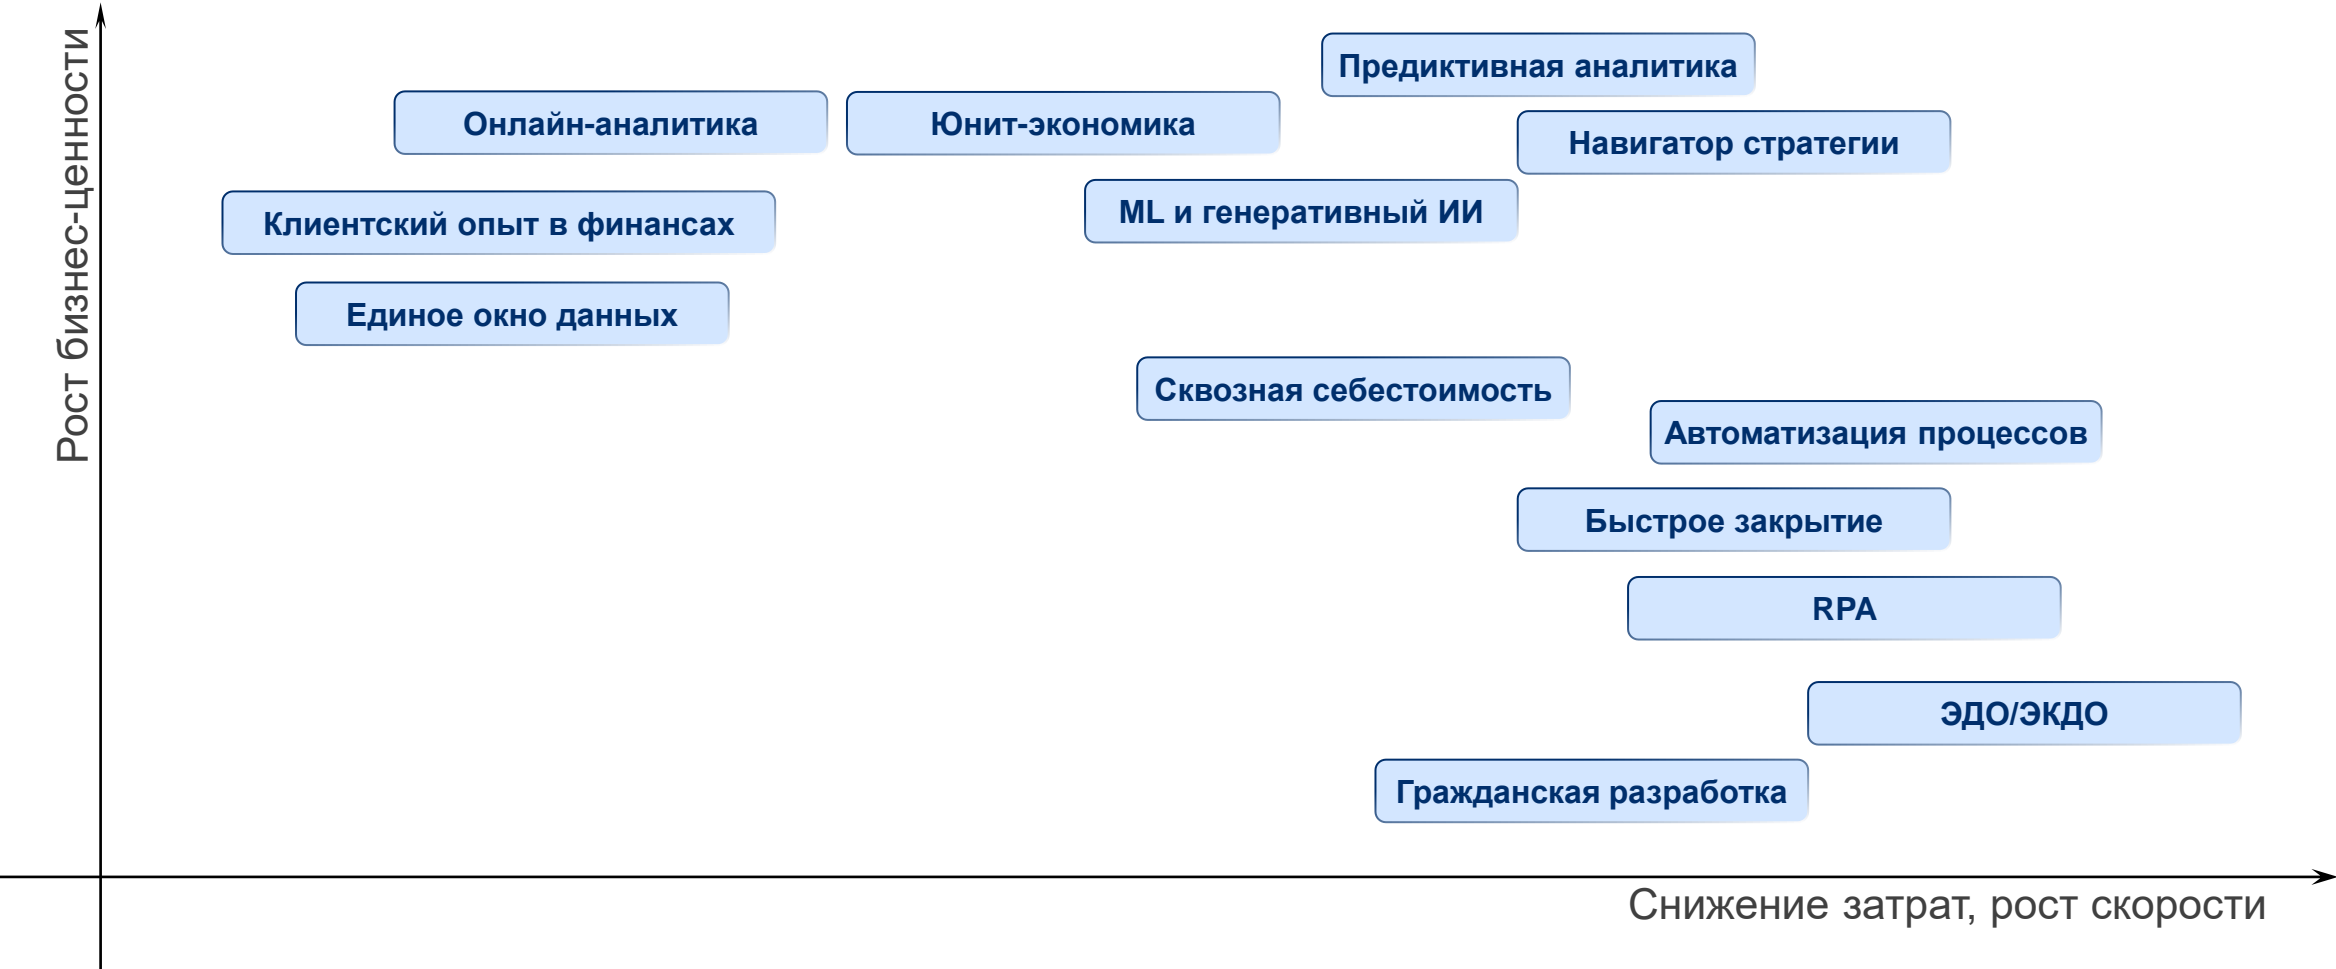 Рост бизнес-ценности
Предиктивная аналитика
Онлайн-аналитика
Юнит-экономика
Навигатор стратегии
ML и генеративный ИИ
Клиентский опыт в финансах
Единое окно данных
Сквозная себестоимость
Автоматизация процессов
Быстрое закрытие
RPA
ЭДО/ЭКДО
Гражданская разработка
Снижение затрат, рост скорости